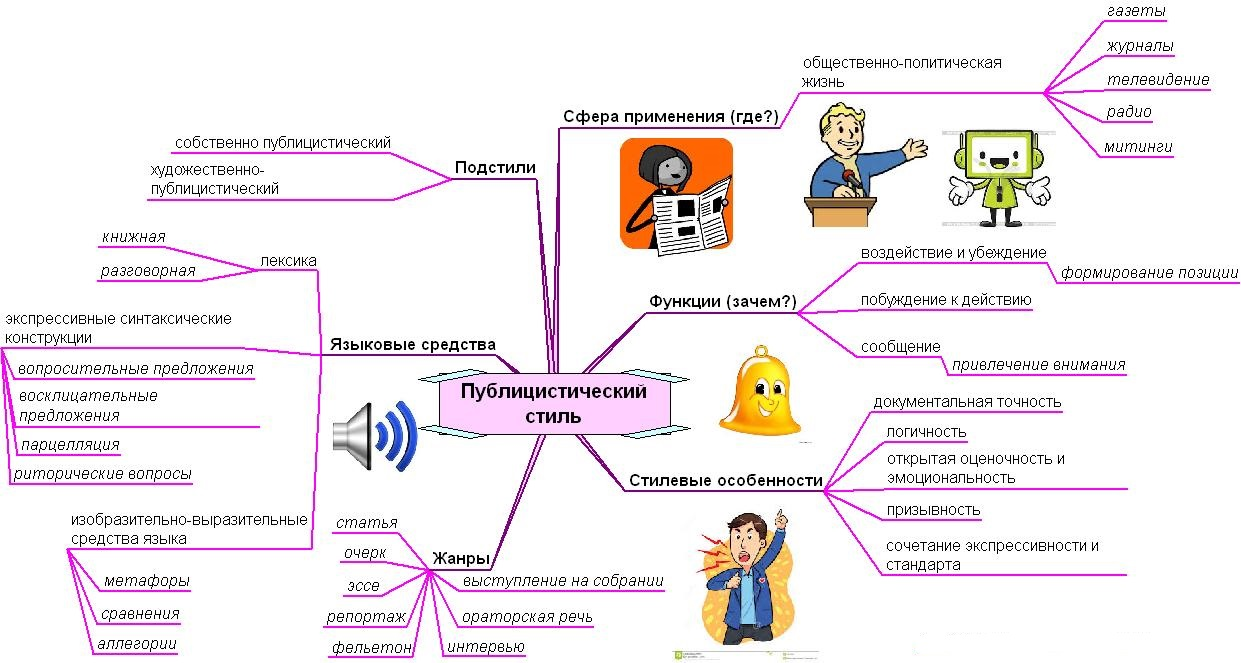 Публицистический
стиль
Сфера применения (где?)
общественно-политическая
жизнь
газеты
журналы
телевидение
радио
митинги
Функции (зачем?)
воздействие и убеждение
формирование позиции
побуждение к действию
сообщение
привлечение внимания
Стилевые особенности
документальная точность
логичность
открытая оценочность и
эмоциональность
призывность
сочетание экспрессивности и
стандарта
Жанры
статья
очерк
эссе
репортаж
фельетон
выступление на собрании
ораторская речь
интервью
Языковые средства
лексика
книжная
разговорная
экспрессивные синтаксические
конструкции
вопросительные предложения
восклицательные
предложения
парцелляция
риторические вопросы
изобразительно-выразительные
средства языка
метафоры
сравнения
аллегории
Подстили
собственно публицистический
художественно-
публицистический